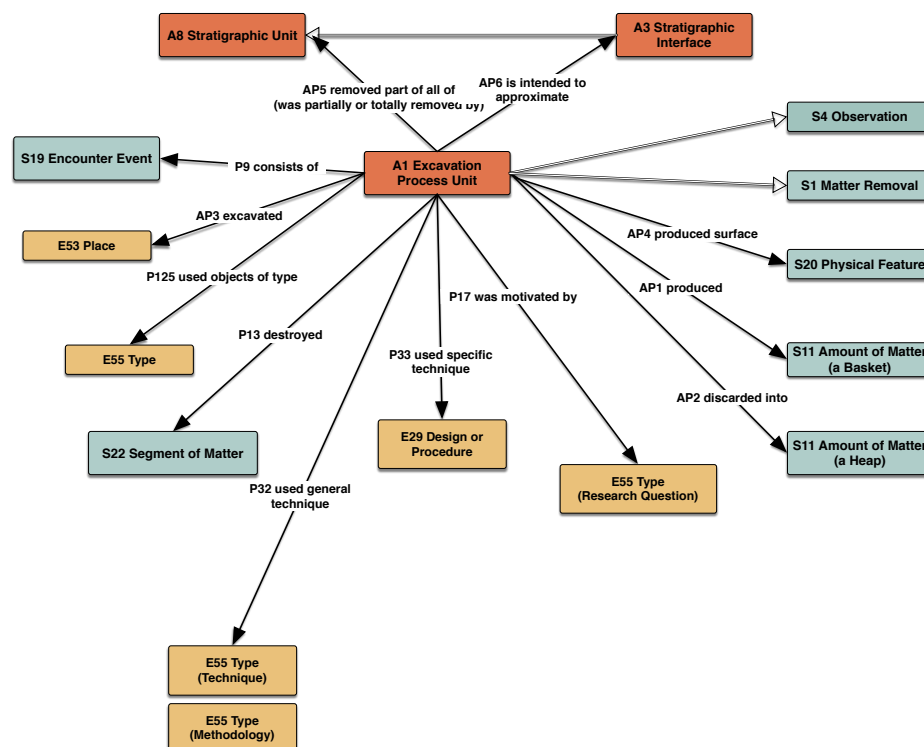 A8 Stratigraphic Unit
A3 Stratigraphic
Interface
AP5 removed part of all of
(was partially or totally removed by)
AP6 is intended to
approximate
S4 Observation
S19 Encounter Event
P9 consists of
A1 Excavation
Process Unit
S1 Matter Removal
AP3 excavated
E53 Place
AP4 produced surface
S20 Physical Feature
P125 used objects of type
AP1 produced
P17 was motivated by
P13 destroyed
E55 Type
P33 used specific
technique
S11 Amount of Matter
(a Basket)
AP2 discarded into
S22 Segment of Matter
E29 Design or
Procedure
S11 Amount of Matter
(a Heap)
P32 used general
technique
E55 Type
(Research Question)
E55 Type
(Technique)
E55 Type
(Methodology)